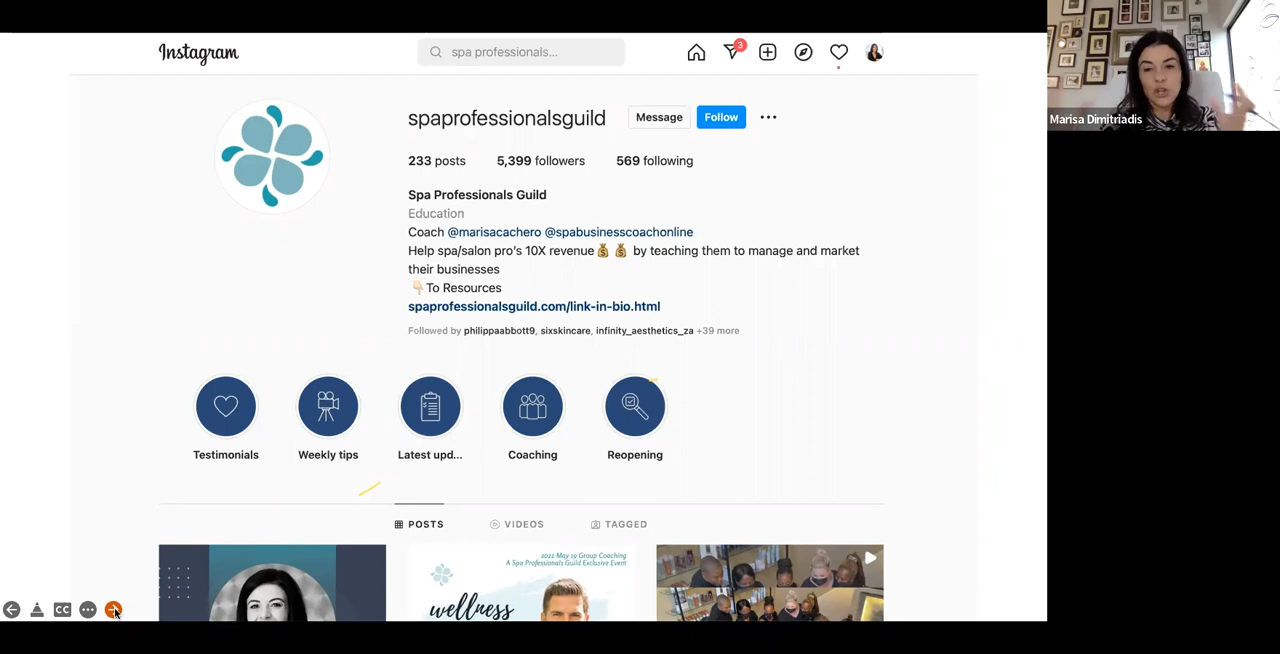 Instagram
spa professionals...
3
Marisa Dimitriadis
spaprofessionalsguild
Message
Follow
233 posts
5,399 followers
569 following
Spa Professionals Guild
Education
Coach @marisacachero @spabusinesscoachonline
Help spa/salon pro's 10X revenue💰 💰 by teaching them to manage and market
their businesses
👇🏻To Resources
spaprofessionalsguild.com/link-in-bio.html
Followed by philippaabbott9, sixskincare, infinity_aesthetics_za +39 more
Testimonials
Weekly tips
Latest upd...
Coaching
Reopening
POSTS
VIDEOS
TAGGED
2022 May 19 Group Coaching
A Spa Professionals Guild Exclusive Event
wellness
CC